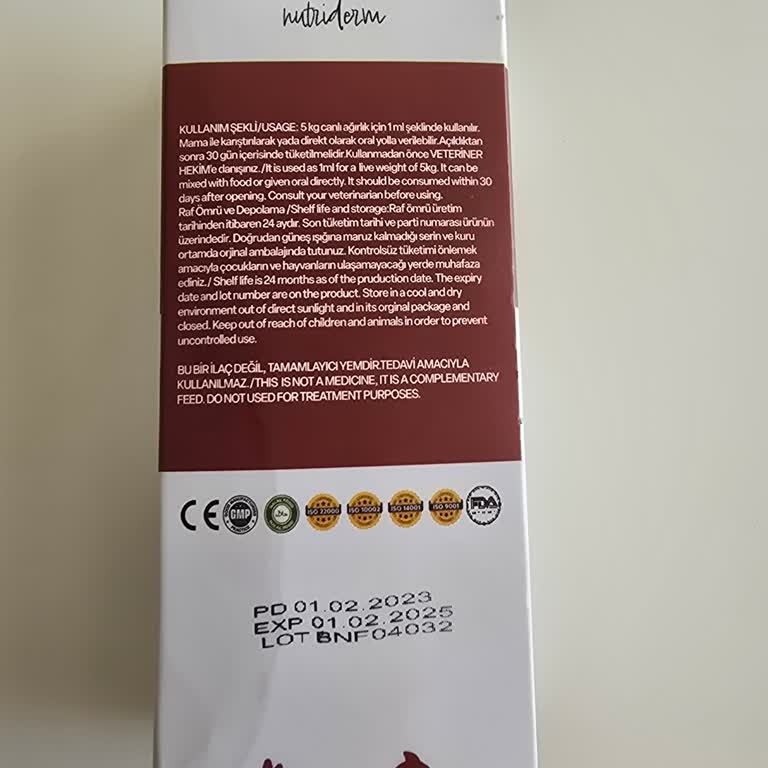 nutriderm
KULLANIM ŞEKLİ/USAGE: 5 kg canlı ağırlık için 1 ml şeklinde kullanılır.
Mama ile karıştırılarak yada direkt olarak oral yolla verilebilir.Açıldıktan
sonra 30 gün içerisinde tüketilmelidir.Kullanmadan önce VETERİNER
HEKİM'e danışınız./It is used as 1ml for a live weight of 5kg. It can be
mixed with food or given oral directly. It should be consumed within 30
days after opening. Consult your veterinarian before using.
Raf Ömrü ve Depolama /Shelf life and storage:Raf ömrü üretim
tarihinden itibaren 24 aydır. Son tüketim tarihi ve parti numarası ürünün
üzerindedir. Doğrudan güneş ışığına maruz kalmadığı serin ve kuru
ortamda orjinal ambalajında tutunuz. Kontrolsüz tüketimi önlemek
amacıyla çocukların ve hayvanların ulaşamayacağı yerde muhafaza
ediniz./ Shelf life is 24 months as of the pruduction date. The expiry
date and lot number are on the product. Store in a cool and dry
environment out of direct sunlight and in its orginal package and
closed. Keep out of reach of children and animals in order to prevent
uncontrolled use.
BU BİR İLAÇ DEĞİL, TAMAMLAYICI YEMDİR.TEDAVİ AMACIYLA
KULLANILMAZ./THIS IS NOT A MEDICINE, IT IS A COMPLEMENTARY
FEED. DO NOT USED FOR TREATMENT PURPOSES.
CE GMP ISO 22000 ISO 10002 ISO 14001 ISO 9001 FDA
PD 01.02.2023
EXP 01.02.2025
LOT BNF04032